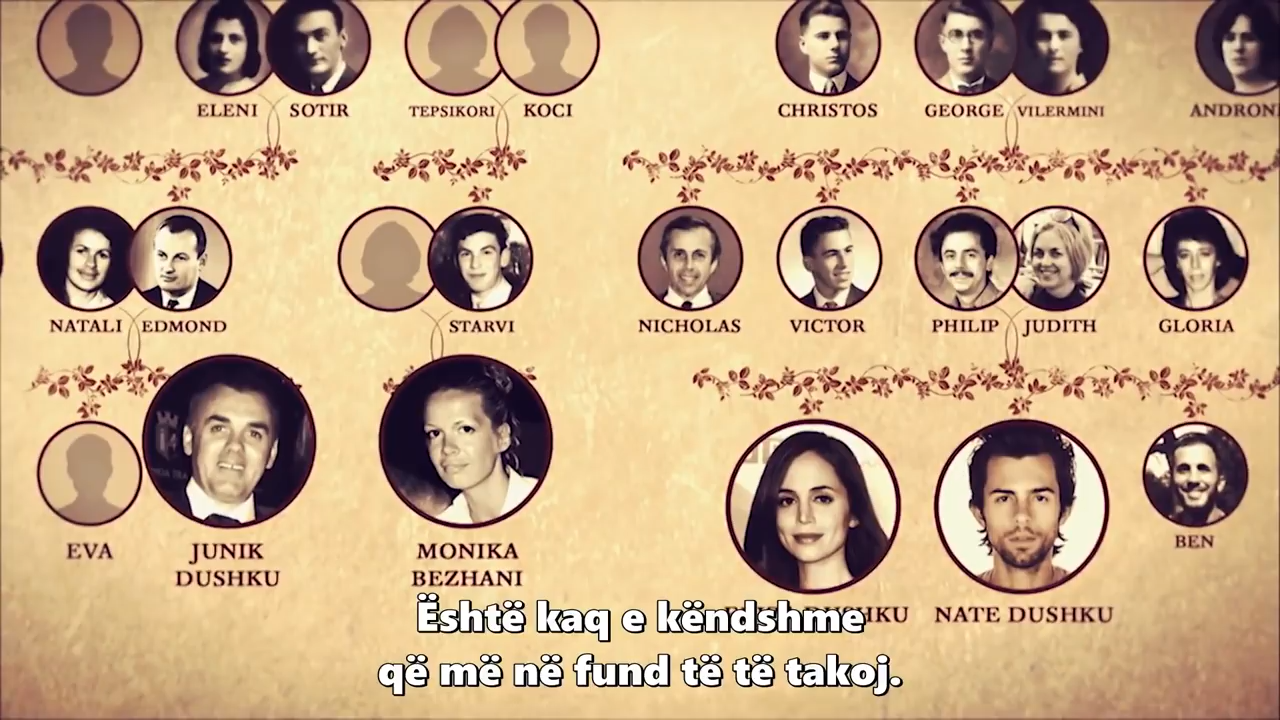 ELENI SOTIR TEPSIKORI KOCI CHRISTOS GEORGE VILERMINI
NATALI EDMOND STARVI NICHOLAS VICTOR PHILIP JUDITH GLORIA
EVA JUNIK DUSHKU MONIKA BEZHANI BEN
DUSHKU NATE DUSHKU
Është kaq e këndshme
që më në fund të të takoj.